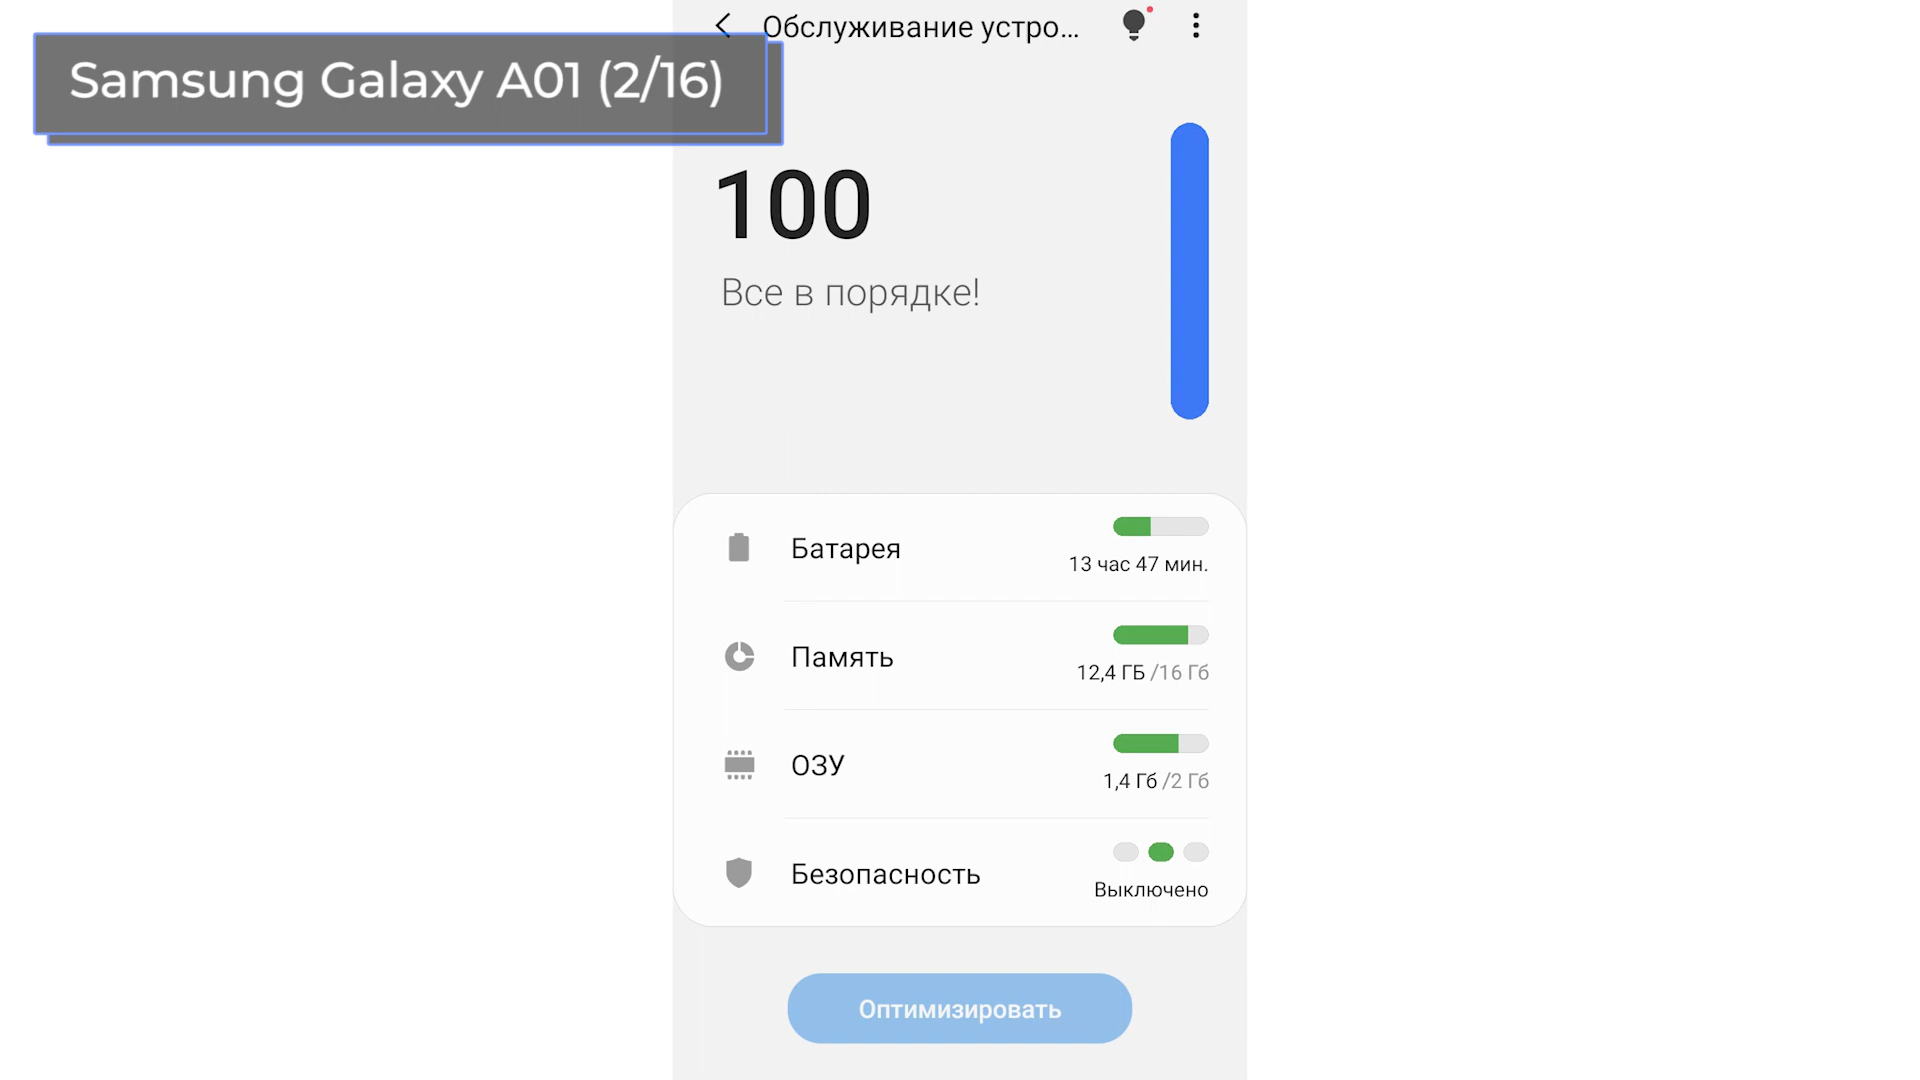 Обслуживание устро...
Samsung Galaxy A01 (2/16)
100
Все в порядке!
Батарея
13 час 47 мин.
Память
12,4 ГБ /16 Гб
ОЗУ
1,4 Гб /2 Гб
Безопасность
Выключено
Оптимизировать